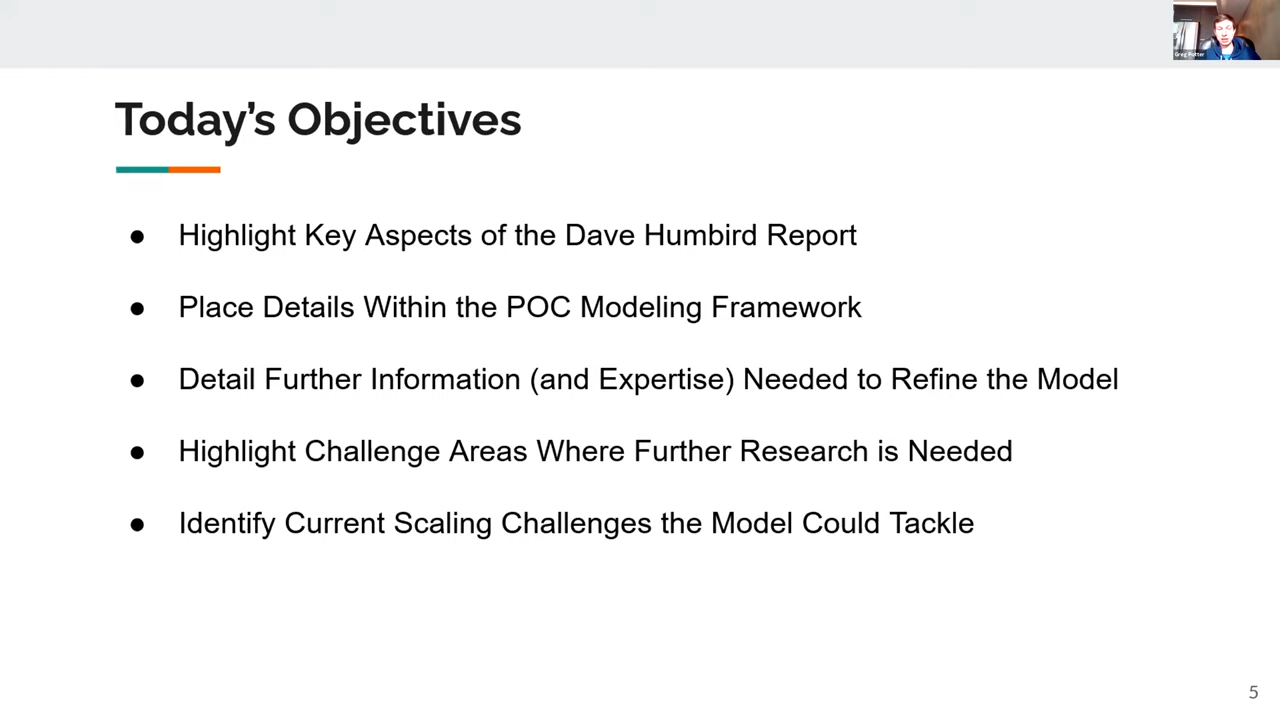 Greg Potter
Today's Objectives
● Highlight Key Aspects of the Dave Humbird Report
● Place Details Within the POC Modeling Framework
● Detail Further Information (and Expertise) Needed to Refine the Model
● Highlight Challenge Areas Where Further Research is Needed
● Identify Current Scaling Challenges the Model Could Tackle
5